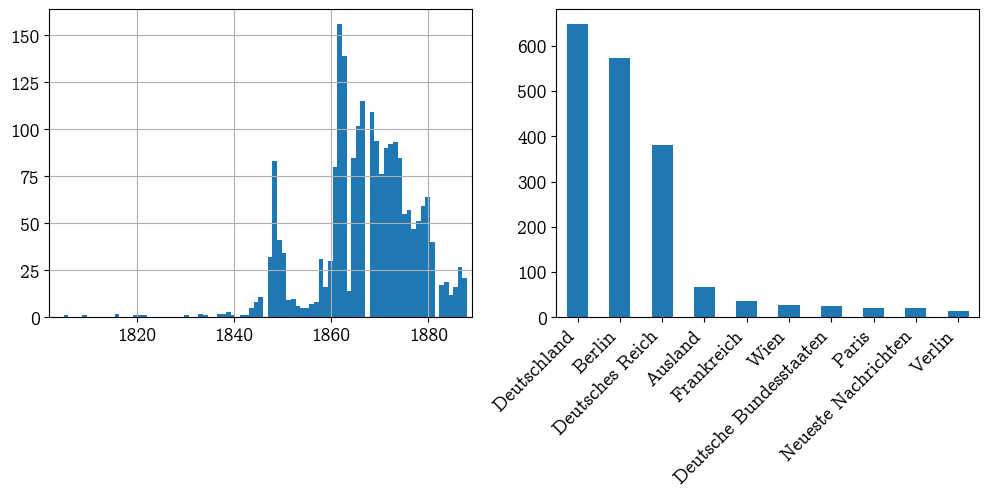 150
125
100
75
50
25
0
1820 1840 1860 1880
600
500
400
300
200
100
0
Deutschland
Berlin
Deutsches Reich
Ausland
Frankreich
Wien
Deutsche Bundesstaaten
Paris
Neueste Nachrichten
Verlin